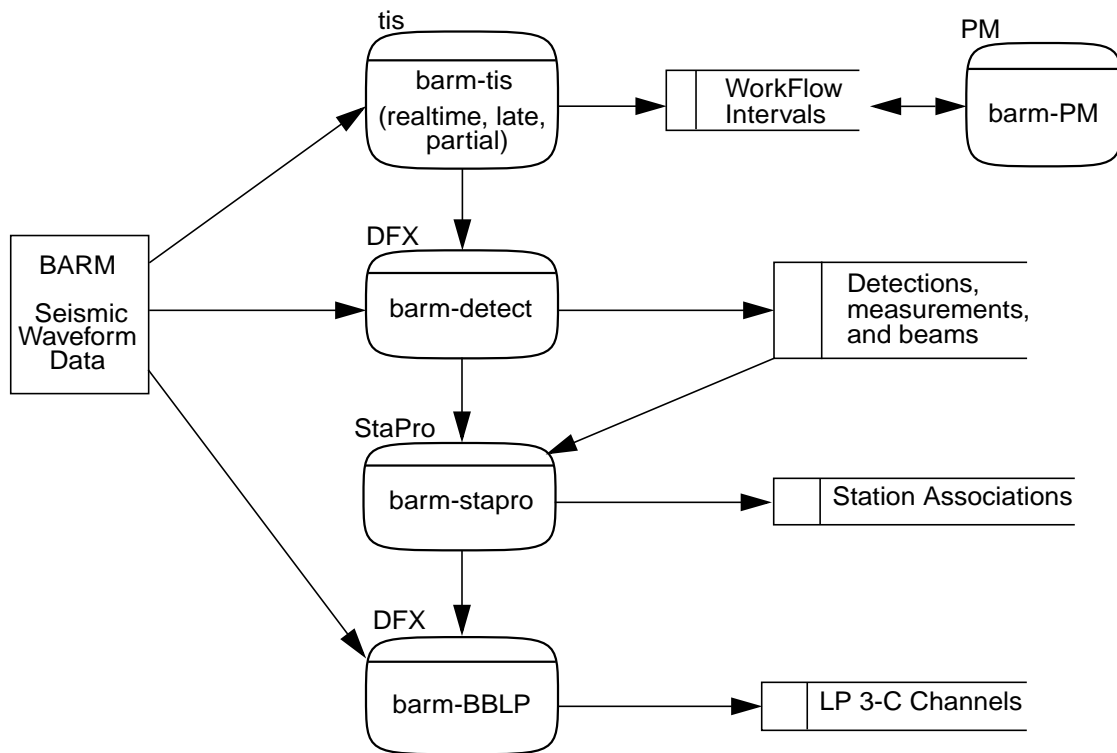 tis
barm-tis
(realtime, late,
partial)
WorkFlow
Intervals
PM
barm-PM
BARM
Seismic
Waveform
Data
DFX
barm-detect
Detections,
measurements,
and beams
StaPro
barm-stapro
Station Associations
DFX
barm-BBLP
LP 3-C Channels